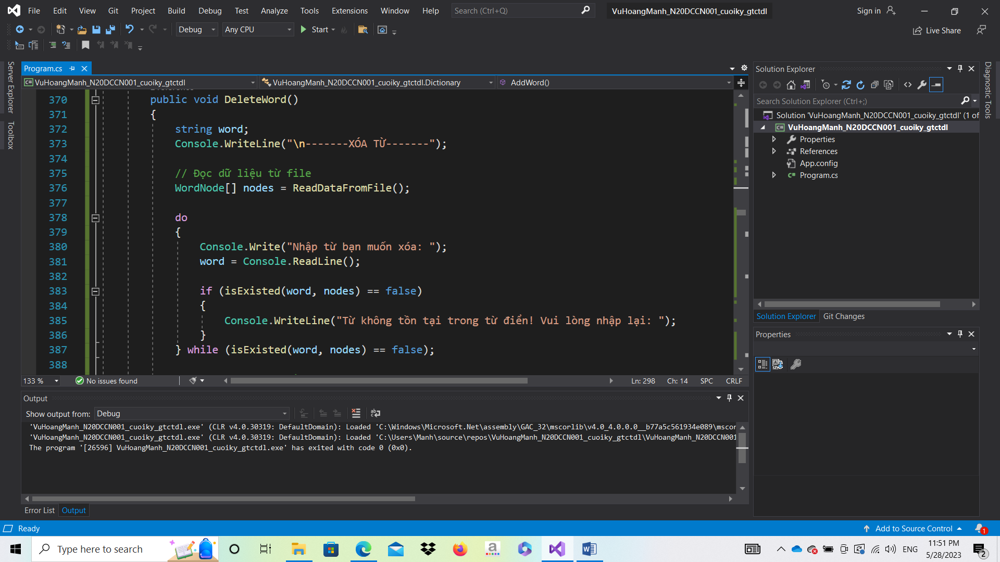 File Edit View Git Project Build Debug Test Analyze Tools Extensions Window Help Search (Ctrl+Q) VuHoangManh_N20DCCN001_cuoiky_gtctdl Sign in
Debug Any CPU Start Live Share
Server Explorer
Toolbox
Program.cs
VuHoangManh_N20DCCN001_cuoiky_gtctdl VuHoangManh_N20DCCN001_cuoiky_gtctdl.Dictionary AddWord()
370 public void DeleteWord()
371 {
372 string word;
373 Console.WriteLine("\n-------XÓA TỪ-------");
374
375 // Đọc dữ liệu từ file
376 WordNode[] nodes = ReadDataFromFile();
377
378 do
379 {
380 Console.Write("Nhập từ bạn muốn xóa: ");
381 word = Console.ReadLine();
382
383 if (isExisted(word, nodes) == false)
384 {
385 Console.WriteLine("Từ không tồn tại trong từ điển! Vui lòng nhập lại: ");
386 }
387 } while (isExisted(word, nodes) == false);
388
133 % No issues found Ln: 298 Ch: 14 SPC CRLF
Output
Show output from: Debug
'VuHoangManh_N20DCCN001_cuoiky_gtctdl.exe' (CLR v4.0.30319: DefaultDomain): Loaded 'C:\Windows\Microsoft.Net\assembly\GAC_32\mscorlib\v4.0_4.0.0.0__b77a5c561934e089\mscor
'VuHoangManh_N20DCCN001_cuoiky_gtctdl.exe' (CLR v4.0.30319: DefaultDomain): Loaded 'C:\Users\Manh\source\repos\VuHoangManh_N20DCCN001_cuoiky_gtctdl\VuHoangManh_N20DCCN001
The program '[26596] VuHoangManh_N20DCCN001_cuoiky_gtctdl.exe' has exited with code 0 (0x0).
Error List Output
Solution Explorer
Search Solution Explorer (Ctrl+;)
Solution 'VuHoangManh_N20DCCN001_cuoiky_gtctdl' (1 of
VuHoangManh_N20DCCN001_cuoiky_gtctdl
Properties
References
App.config
Program.cs
Solution Explorer Git Changes
Properties
Diagnostic Tools
Ready Add to Source Control 1
Type here to search ENG 11:51 PM
5/28/2023 2